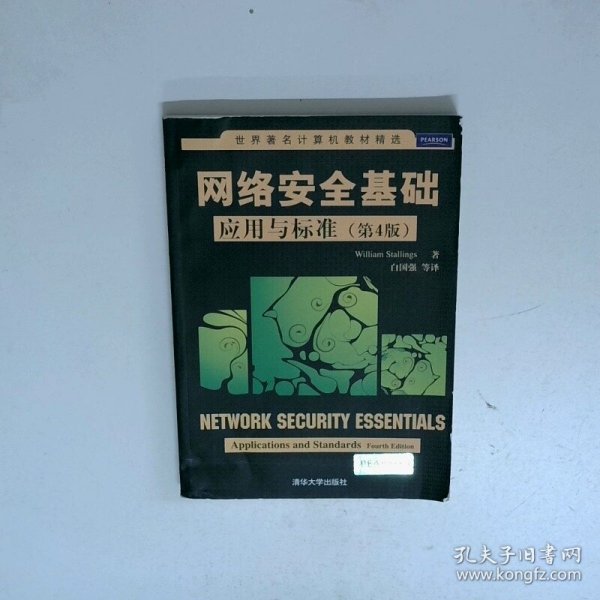 世界著名计算机教材精选
PEARSON
网络安全基础
应用与标准（第4版）
William Stallings 著
白国强 等译
NETWORK SECURITY ESSENTIALS
Applications and Standards Fourth Edition
清华大学出版社
孔夫子旧书网
www.kongfz.com